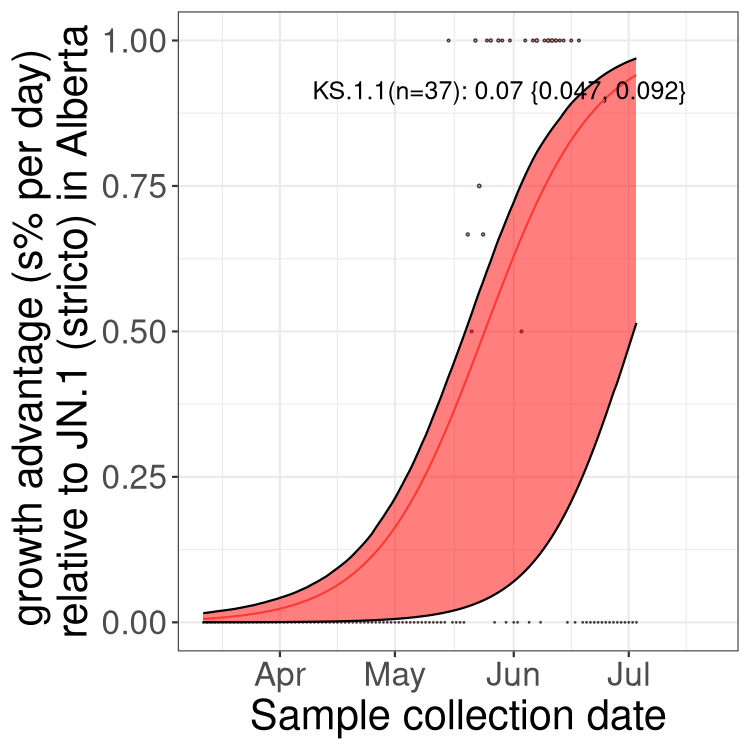 growth advantage (s% per day)
relative to JN.1 (stricto) in Alberta
1.00
0.75
0.50
0.25
0.00
KS.1.1(n=37): 0.07 {0.047, 0.092}
Apr May Jun Jul
Sample collection date